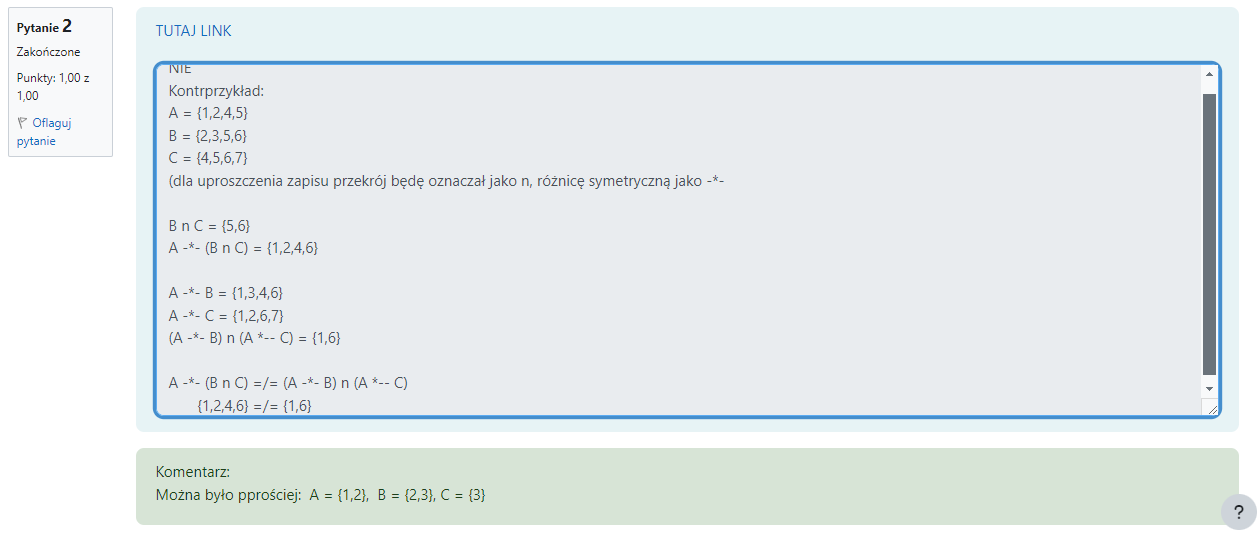 Pytanie 2
Zakończone
Punkty: 1,00 z
1,00
Oflaguj
pytanie
TUTAJ LINK
NIE
Kontrprzykład:
A = {1,2,4,5}
B = {2,3,5,6}
C = {4,5,6,7}
(dla uproszczenia zapisu przekrój będę oznaczał jako n, różnicę symetryczną jako -*-
B n C = {5,6}
A -*- (B n C) = {1,2,4,6}
A -*- B = {1,3,4,6}
A -*- C = {1,2,6,7}
(A -*- B) n (A *-- C) = {1,6}
A -*- (B n C) =/= (A -*- B) n (A *-- C)
{1,2,4,6} =/= {1,6}
Komentarz:
Można było pprościej: A = {1,2}, B = {2,3}, C = {3}
?